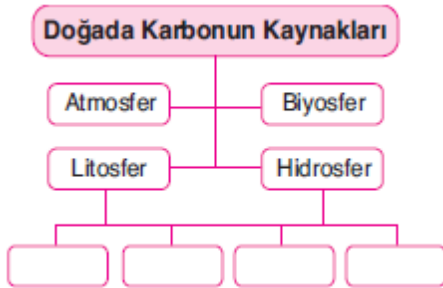 Doğada Karbonun Kaynakları
Atmosfer
Biyosfer
Litosfer
Hidrosfer